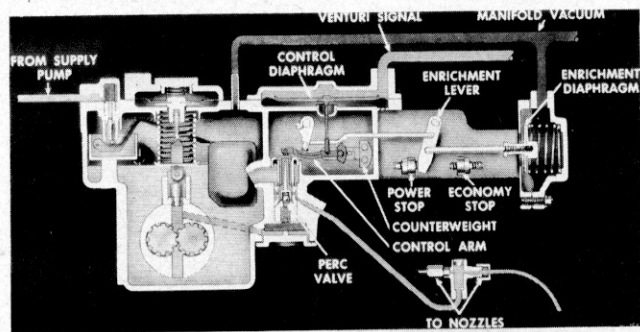 VENTURI SIGNAL
MANIFOLD VACUUM
FROM SUPPLY
PUMP
CONTROL
DIAPHRAGM
ENRICHMENT
LEVER
ENRICHMENT
DIAPHRAGM
POWER
STOP
ECONOMY
STOP
COUNTERWEIGHT
CONTROL ARM
PERC
VALVE
TO NOZZLES